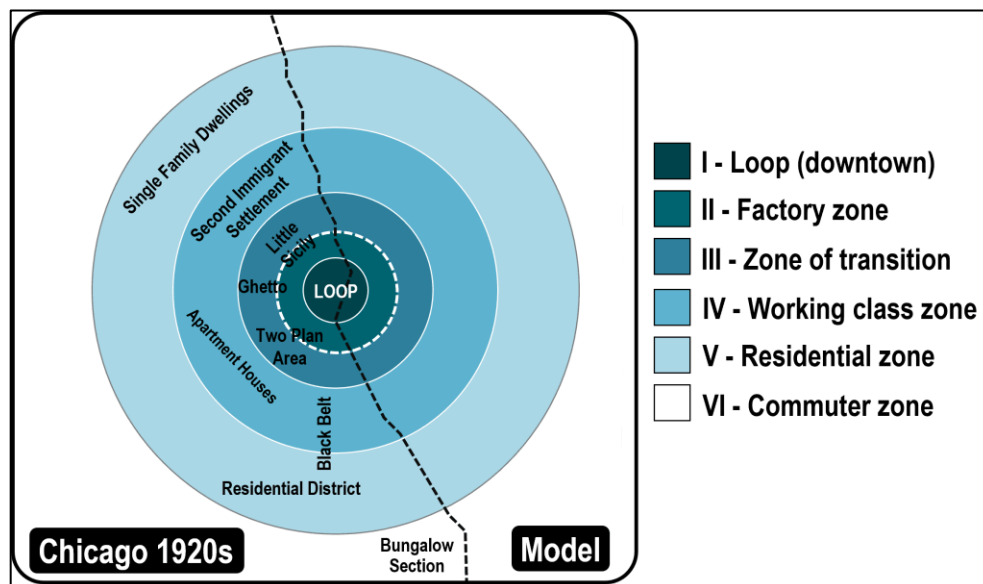 Single Family Dwellings
Second Immigrant
Settlement
Little
Sicily
Ghetto
LOOP
Two Plan
Area
Apartment Houses
Black Belt
Residential District
Bungalow
Section
Chicago 1920s
Model
I - Loop (downtown)
II - Factory zone
III - Zone of transition
IV - Working class zone
V - Residential zone
VI - Commuter zone